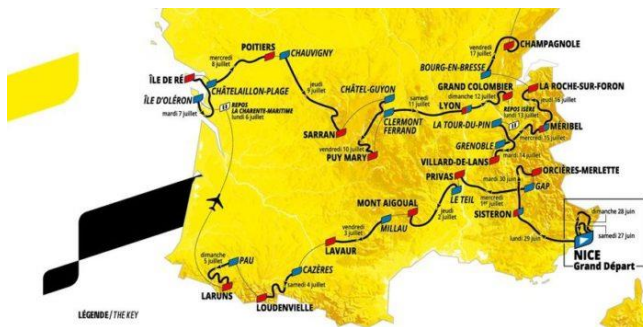 CHAMPAGNOLE
vendredi
17 juillet
POITIERS
CHAUVIGNY
mercredi
8 juillet
BOURG-EN-BRESSE
ÎLE DE RÉ
CHÂTELAILLON-PLAGE
jeudi
9 juillet
CHÂTEL-GUYON
samedi
11 juillet
GRAND COLOMBIER
dimanche 12 juillet
LA ROCHE-SUR-FORON
jeudi 16 juillet
ÎLE D'OLÉRON
mardi 7 juillet
REPOS
LA CHARENTE-MARITIME
lundi 6 juillet
LYON
REPOS ISÈRE
lundi 13 juillet
CLERMONT
FERRAND
LA TOUR-DU-PIN
MERIBEL
mercredi 15 juillet
SARRAN
GRENOBLE
vendredi 10 juillet
PUY MARY
VILLARD-DE-LANS
mardi 14 juillet
ORCIÈRES-MERLETTE
mardi 30 juin
PRIVAS
mercredi
1er juillet
GAP
MONT AIGOUAL
LE TEIL
jeudi
2 juillet
SISTERON
dimanche 28 juin
vendredi
3 juillet
MILLAU
samedi 27 juin
lundi 29 juin
LAVAUR
NICE
Grand Départ
dimanche
5 juillet
PAU
CAZÈRES
samedi 4 juillet
LARUNS
LOUDENVIELLE
LÉGENDE/THE KEY